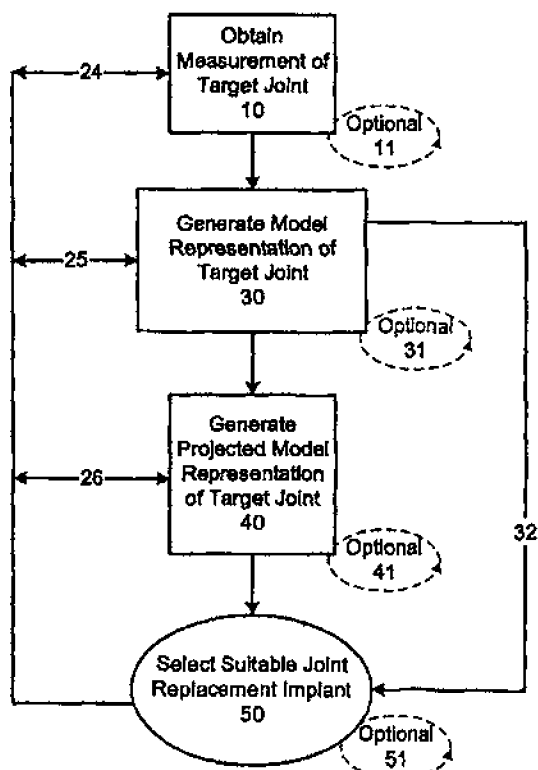 Obtain
Measurement of
Target Joint
10
24
Optional
11
Generate Model
Representation of
Target Joint
30
25
Optional
31
Generate
Projected Model
Representation
of Target Joint
40
26
32
Optional
41
Select Suitable Joint
Replacement Implant
50
Optional
51